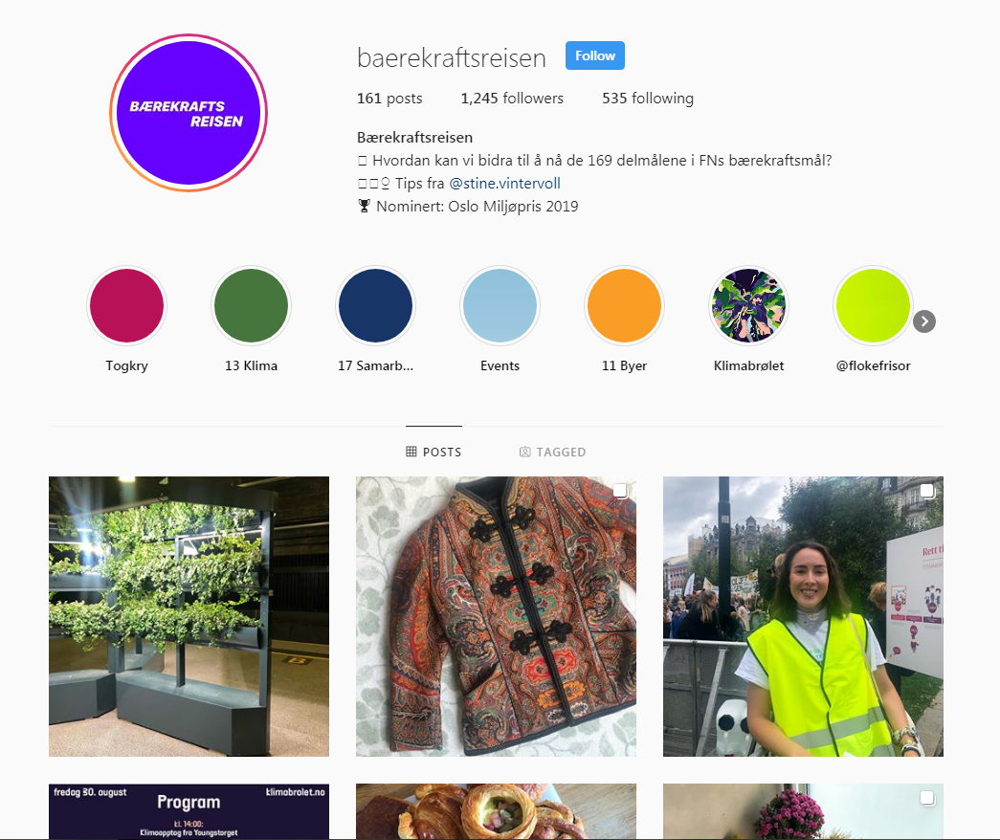 BÆREKRAFTS
REISEN
baerekraftsreisen Follow
161 posts 1,245 followers 535 following
Bærekraftsreisen
Hvordan kan vi bidra til å nå de 169 delmålene i FNs bærekraftsmål?
Tips fra @stine.vintervoll
🏆 Nominert: Oslo Miljøpris 2019
Togkry 13 Klima 17 Samarb... Events 11 Byer Klimabrølet @flokefrisor
POSTS TAGGED
B
Rett ti
fredag 30. august Program klimabrolet.no
kl. 14:00:
Klimaopptog fra Youngstorget